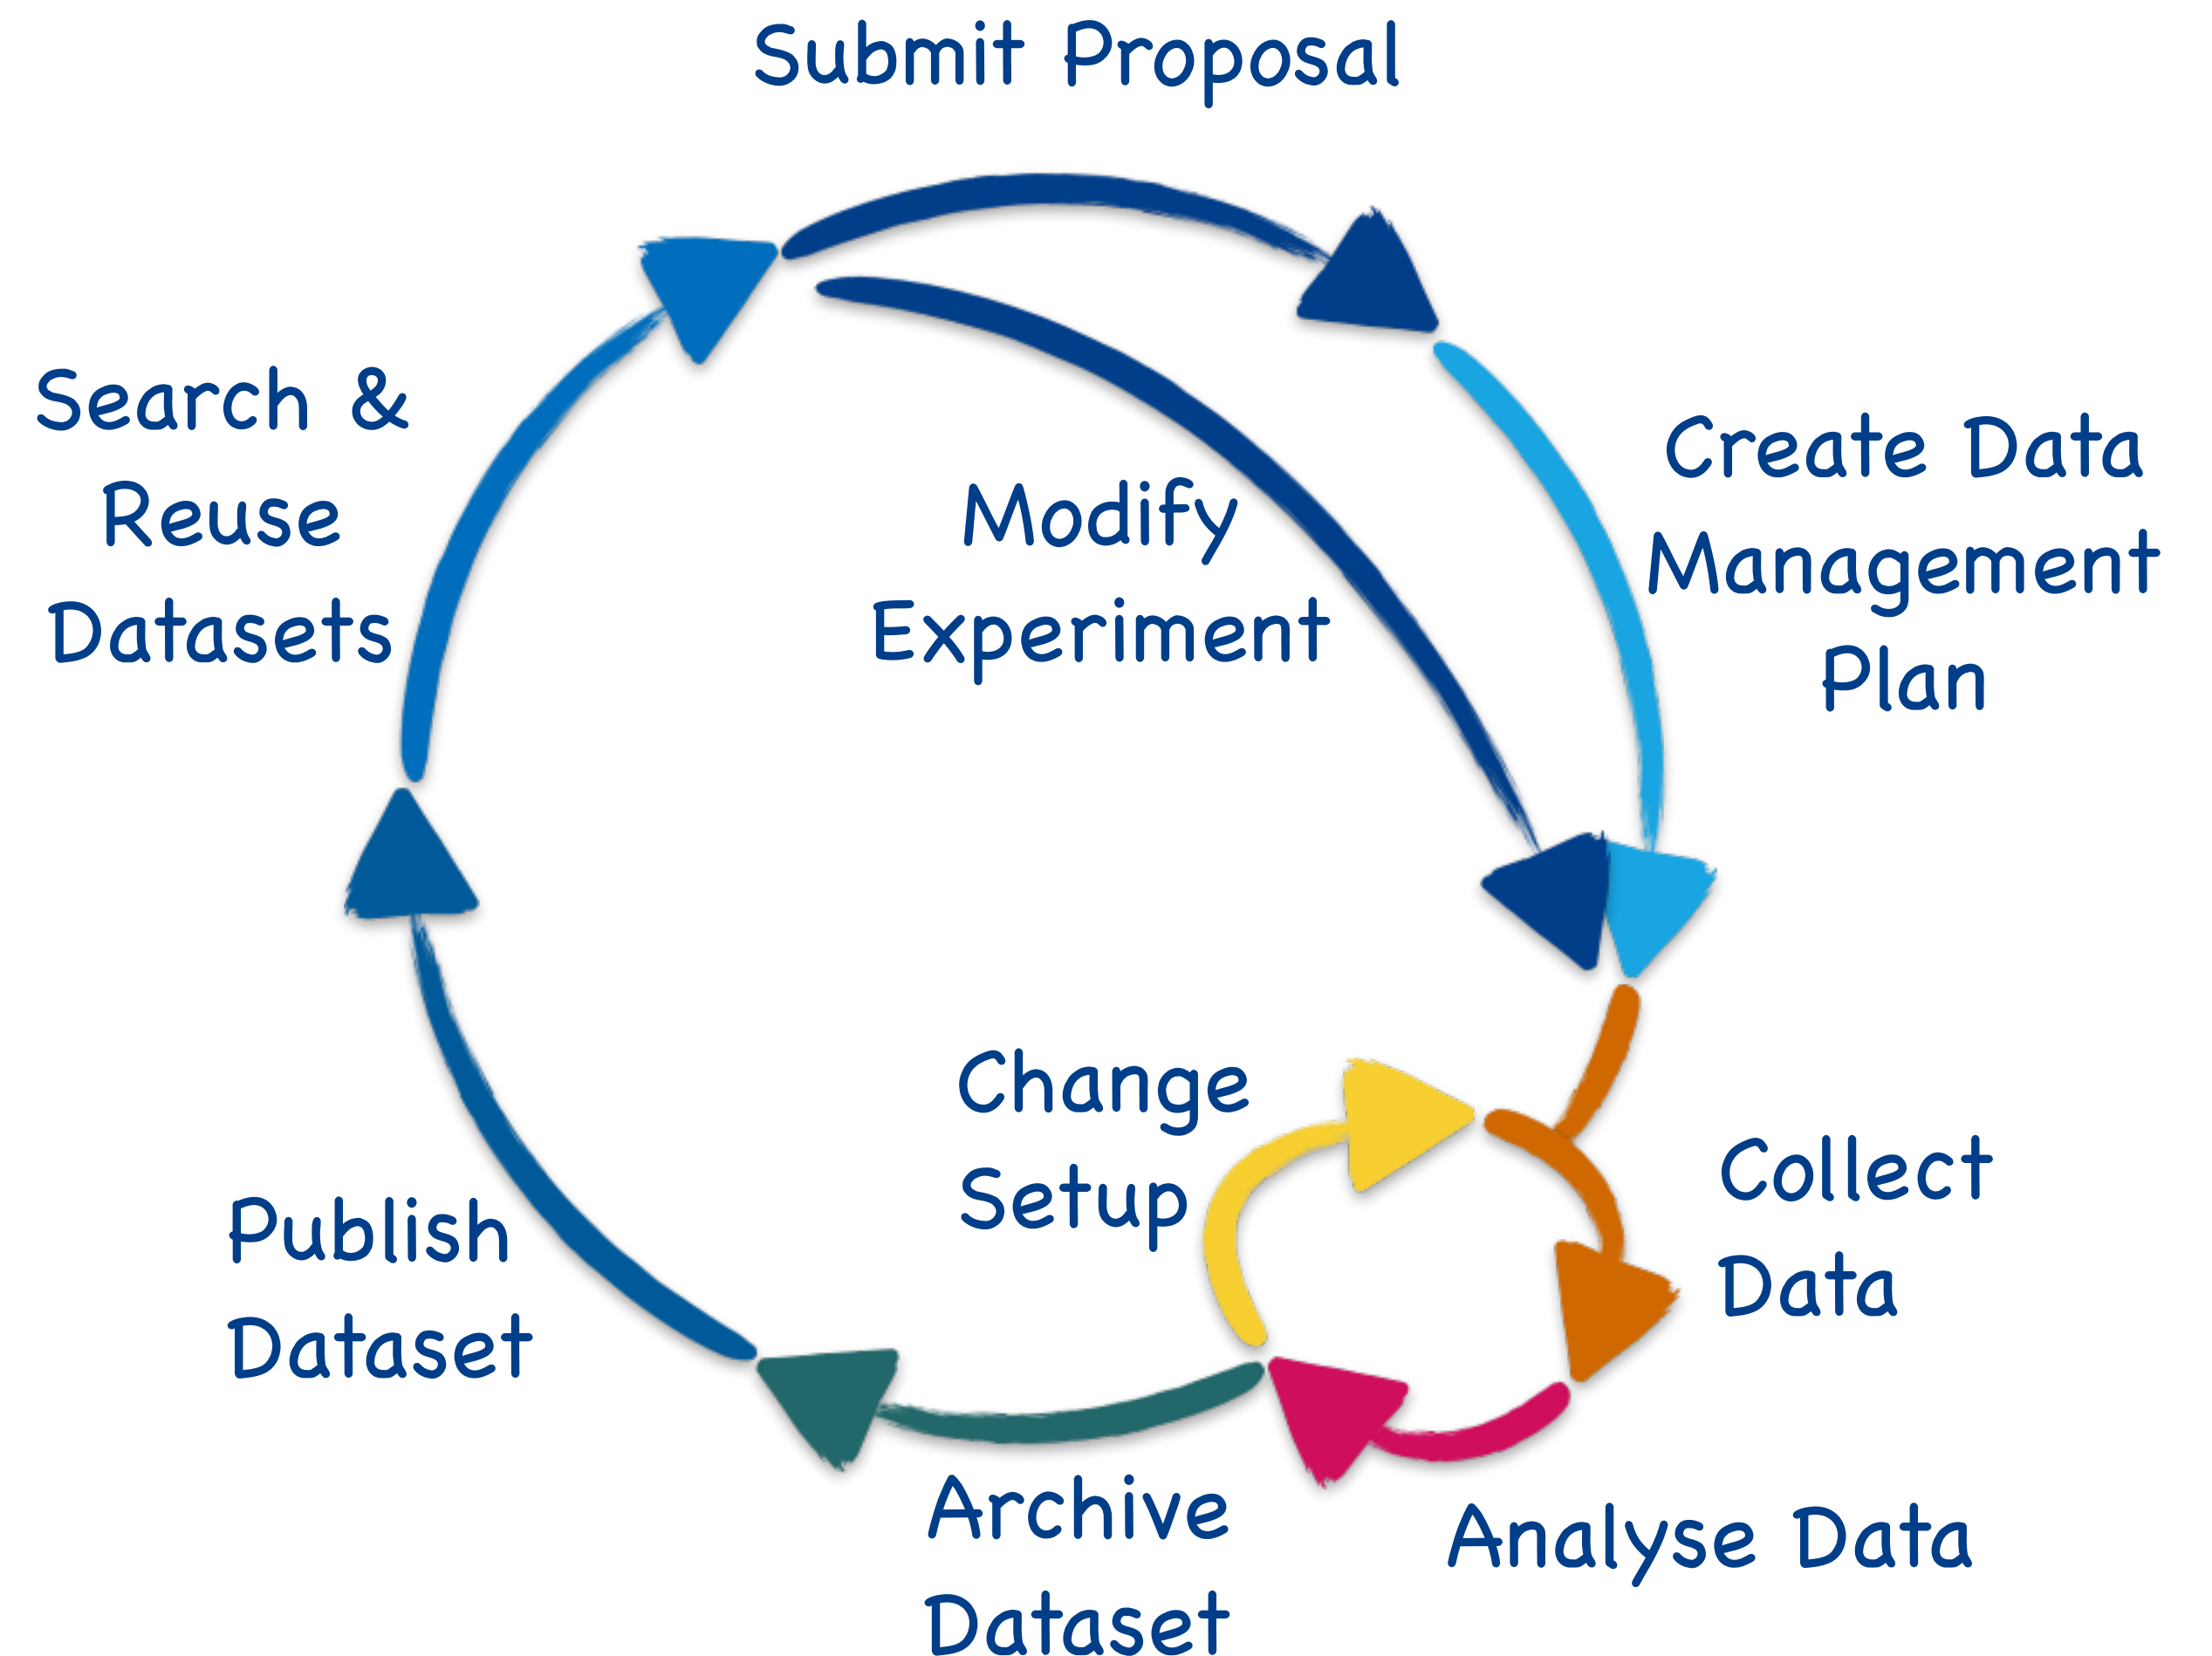 Submit Proposal
Search &
Reuse
Datasets
Modify
Experiment
Create Data
Management
Plan
Change
Setup
Collect
Data
Publish
Dataset
Archive
Dataset
Analyse Data